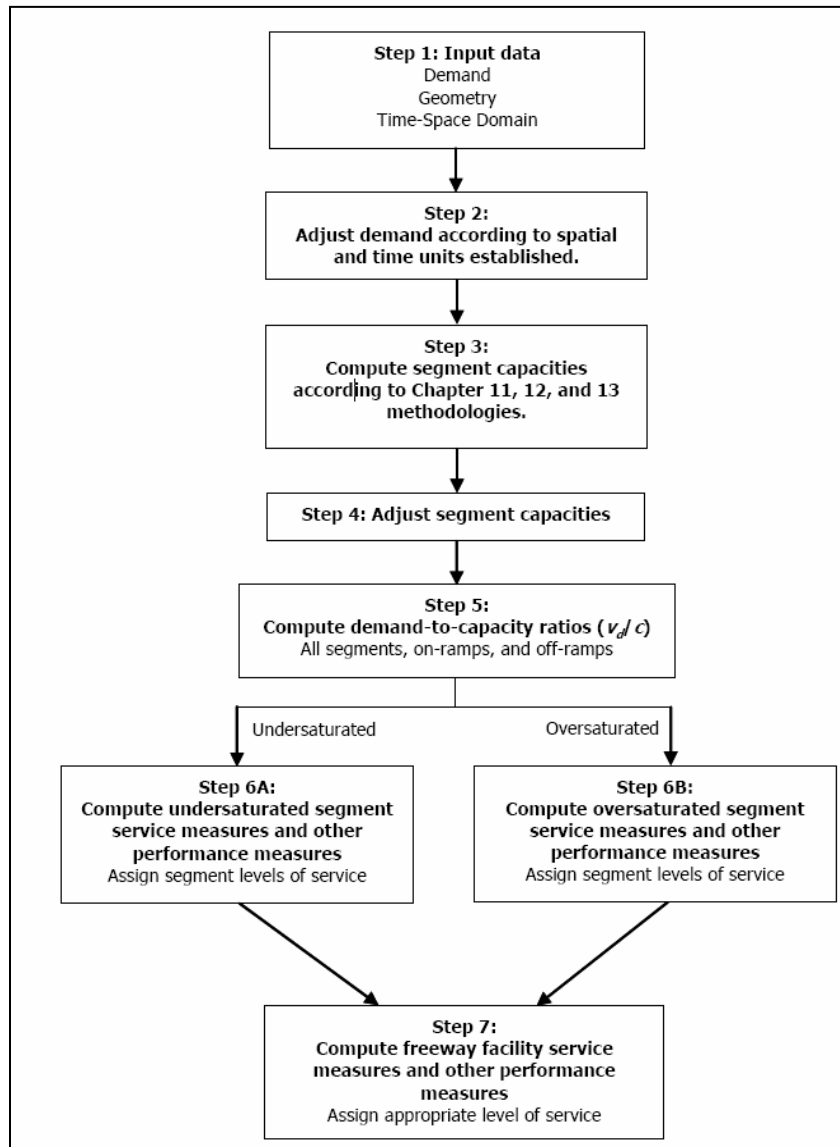 Step 1: Input data
Demand
Geometry
Time-Space Domain
Step 2:
Adjust demand according to spatial
and time units established.
Step 3:
Compute segment capacities
according to Chapter 11, 12, and 13
methodologies.
Step 4: Adjust segment capacities
Step 5:
Compute demand-to-capacity ratios (vd/c)
All segments, on-ramps, and off-ramps
Undersaturated
Oversaturated
Step 6A:
Compute undersaturated segment
service measures and other
performance measures
Assign segment levels of service
Step 6B:
Compute oversaturated segment
service measures and other
performance measures
Assign segment levels of service
Step 7:
Compute freeway facility service
measures and other performance
measures
Assign appropriate level of service